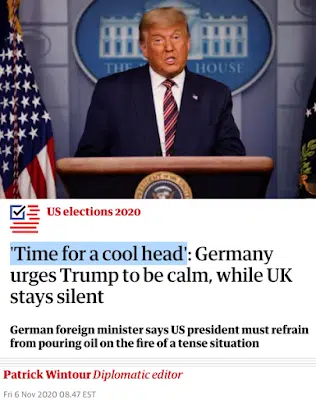 THE WHITE HOUSE
US elections 2020
'Time for a cool head': Germany
urges Trump to be calm, while UK
stays silent
German foreign minister says US president must refrain
from pouring oil on the fire of a tense situation
Patrick Wintour Diplomatic editor
Fri 6 Nov 2020 08.47 EST